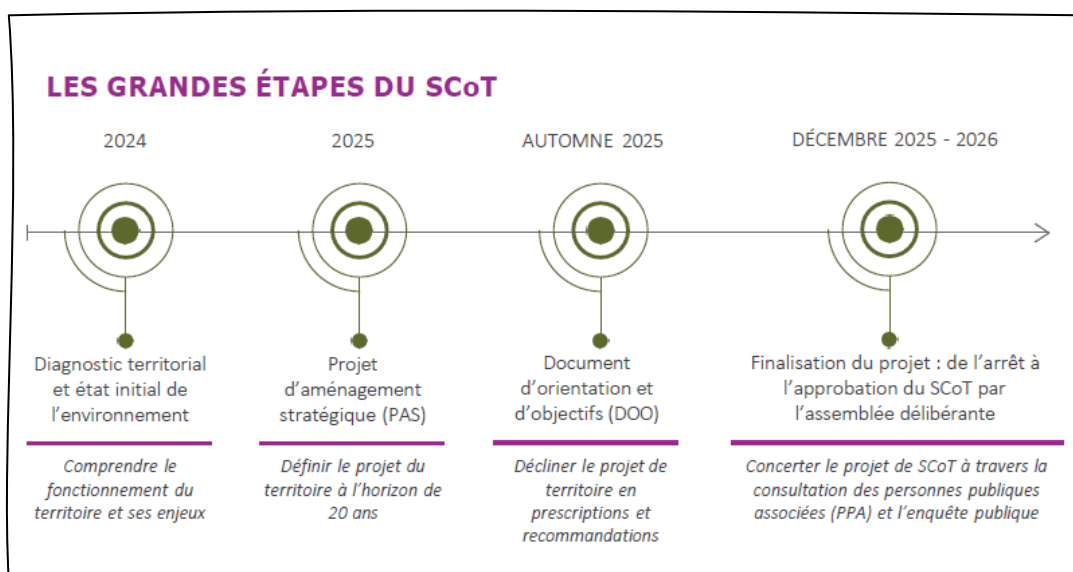 LES GRANDES ÉTAPES DU SCoT
2024
Diagnostic territorial
et état initial de
l'environnement
Comprendre le
fonctionnement du
territoire et ses enjeux
2025
Projet
d'aménagement
stratégique (PAS)
Définir le projet du
territoire à l'horizon de
20 ans
AUTOMNE 2025
Document
d'orientation et
d'objectifs (DOO)
Décliner le projet de
territoire en
prescriptions et
recommandations
DÉCEMBRE 2025 - 2026
Finalisation du projet : de l'arrêt à
l'approbation du SCoT par
l'assemblée délibérante
Concerter le projet de SCoT à travers la
consultation des personnes publiques
associées (PPA) et l'enquête publique